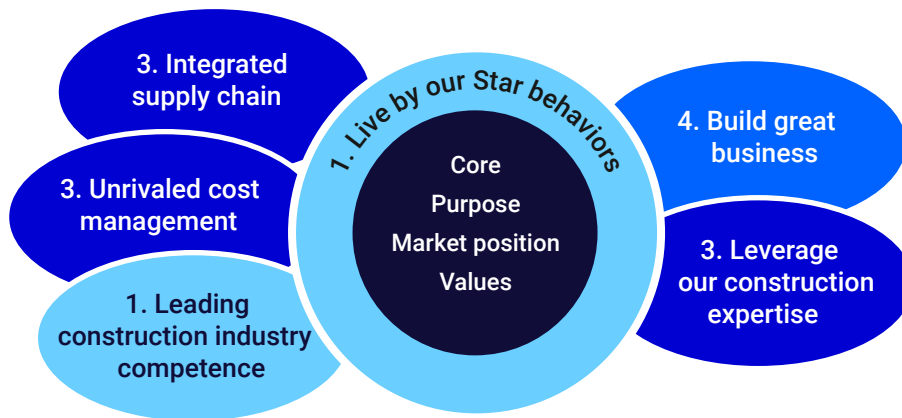 3. Integrated
supply chain
3. Unrivaled cost
management
1. Leading
construction industry
competence
1. Live by our Star behaviors
Core
Purpose
Market position
Values
4. Build great
business
3. Leverage
our construction
expertise